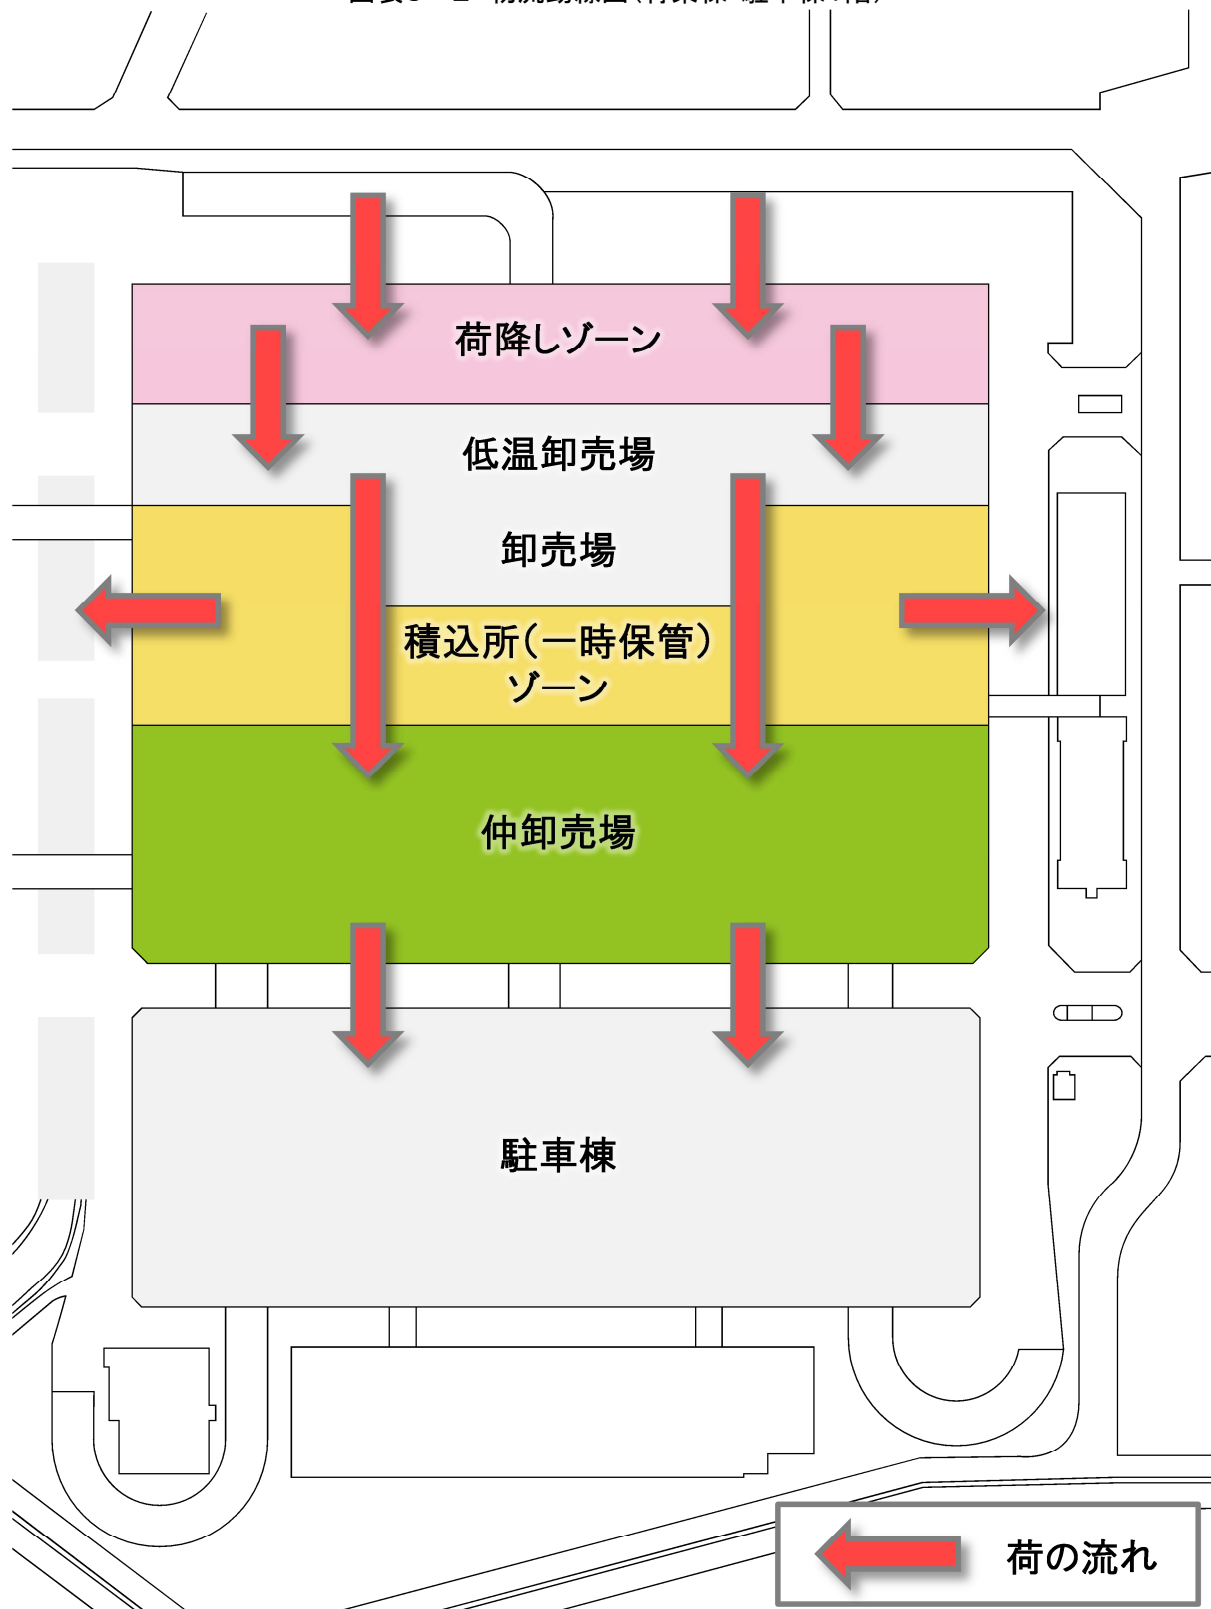 荷降しゾーン
低温卸売場
卸売場
積込所(一時保管)
ゾーン
仲卸売場
駐車棟
荷の流れ